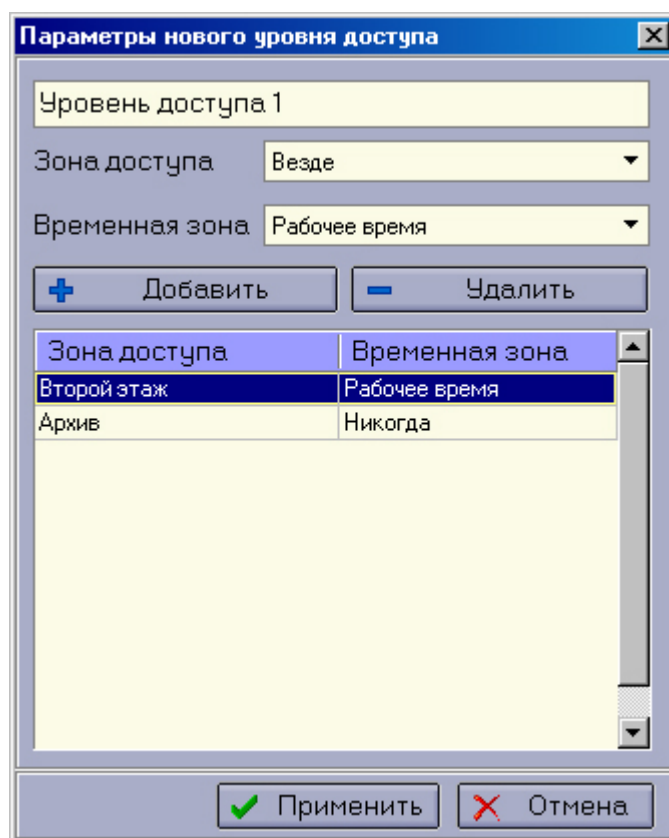 Параметры нового уровня доступа
Уровень доступа 1
Зона доступа Везде
Временная зона Рабочее время
Добавить Удалить
Зона доступа Временная зона
Второй этаж Рабочее время
Архив Никогда
Применить Отмена